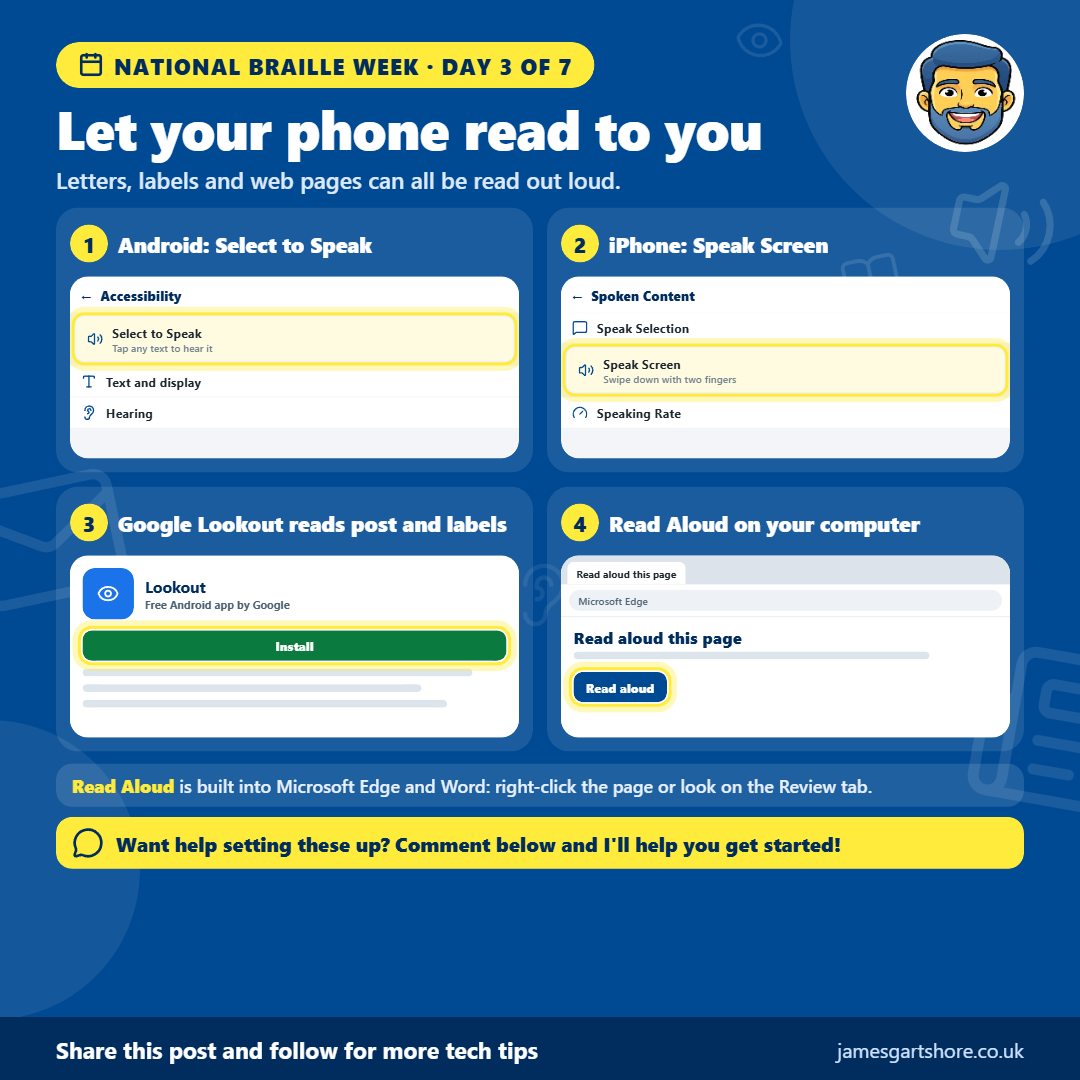 NATIONAL BRAILLE WEEK · DAY 3 OF 7
Let your phone read to you
Letters, labels and web pages can all be read out loud.
1 Android: Select to Speak
← Accessibility
Select to Speak
Tap any text to hear it
Text and display
Hearing
2 iPhone: Speak Screen
← Spoken Content
Speak Selection
Speak Screen
Swipe down with two fingers
Speaking Rate
3 Google Lookout reads post and labels
Lookout
Free Android app by Google
Install
4 Read Aloud on your computer
Read aloud this page
Microsoft Edge
Read aloud this page
Read aloud
Read Aloud is built into Microsoft Edge and Word: right-click the page or look on the Review tab.
Want help setting these up? Comment below and I'll help you get started!
Share this post and follow for more tech tips
jamesgartshore.co.uk